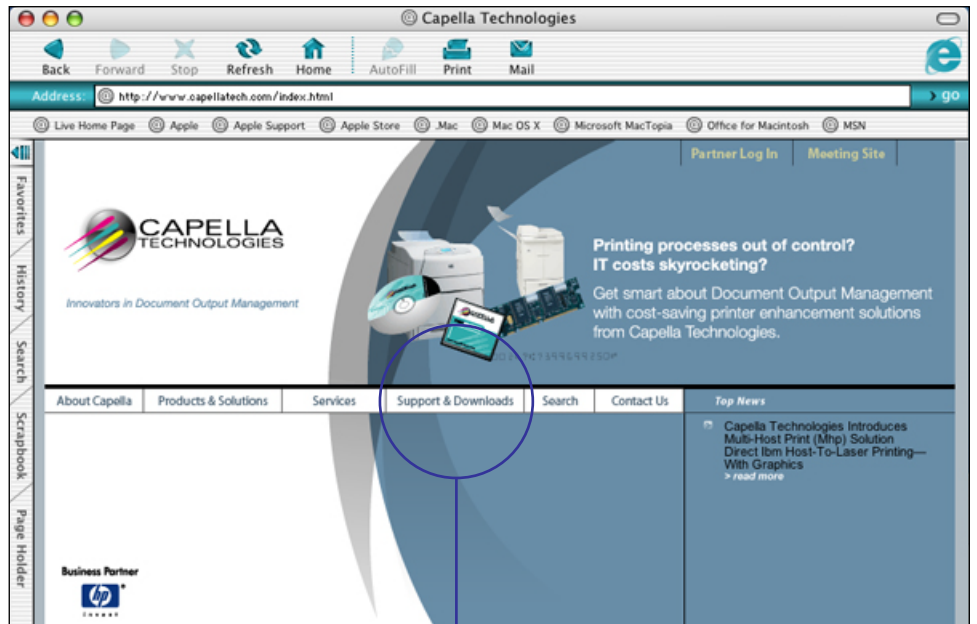 Capella Technologies
Back Forward Stop Refresh Home AutoFill Print Mail
Address: http://www.capellatech.com/index.html go
Live Home Page Apple Apple Support Apple Store .Mac Mac OS X Microsoft MacTopia Office for Macintosh MSN
Partner Log In Meeting Site
Favorites
History
Search
Scrapbook
Page Holder
CAPELLA
TECHNOLOGIES
Innovators in Document Output Management
Printing processes out of control?
IT costs skyrocketing?
Get smart about Document Output Management
with cost-saving printer enhancement solutions
from Capella Technologies.
About Capella Products & Solutions Services Support & Downloads Search Contact Us
Top News
Capella Technologies Introduces
Multi-Host Print (Mhp) Solution
Direct Ibm Host-To-Laser Printing—
With Graphics
> read more
Business Partner
hp
invent